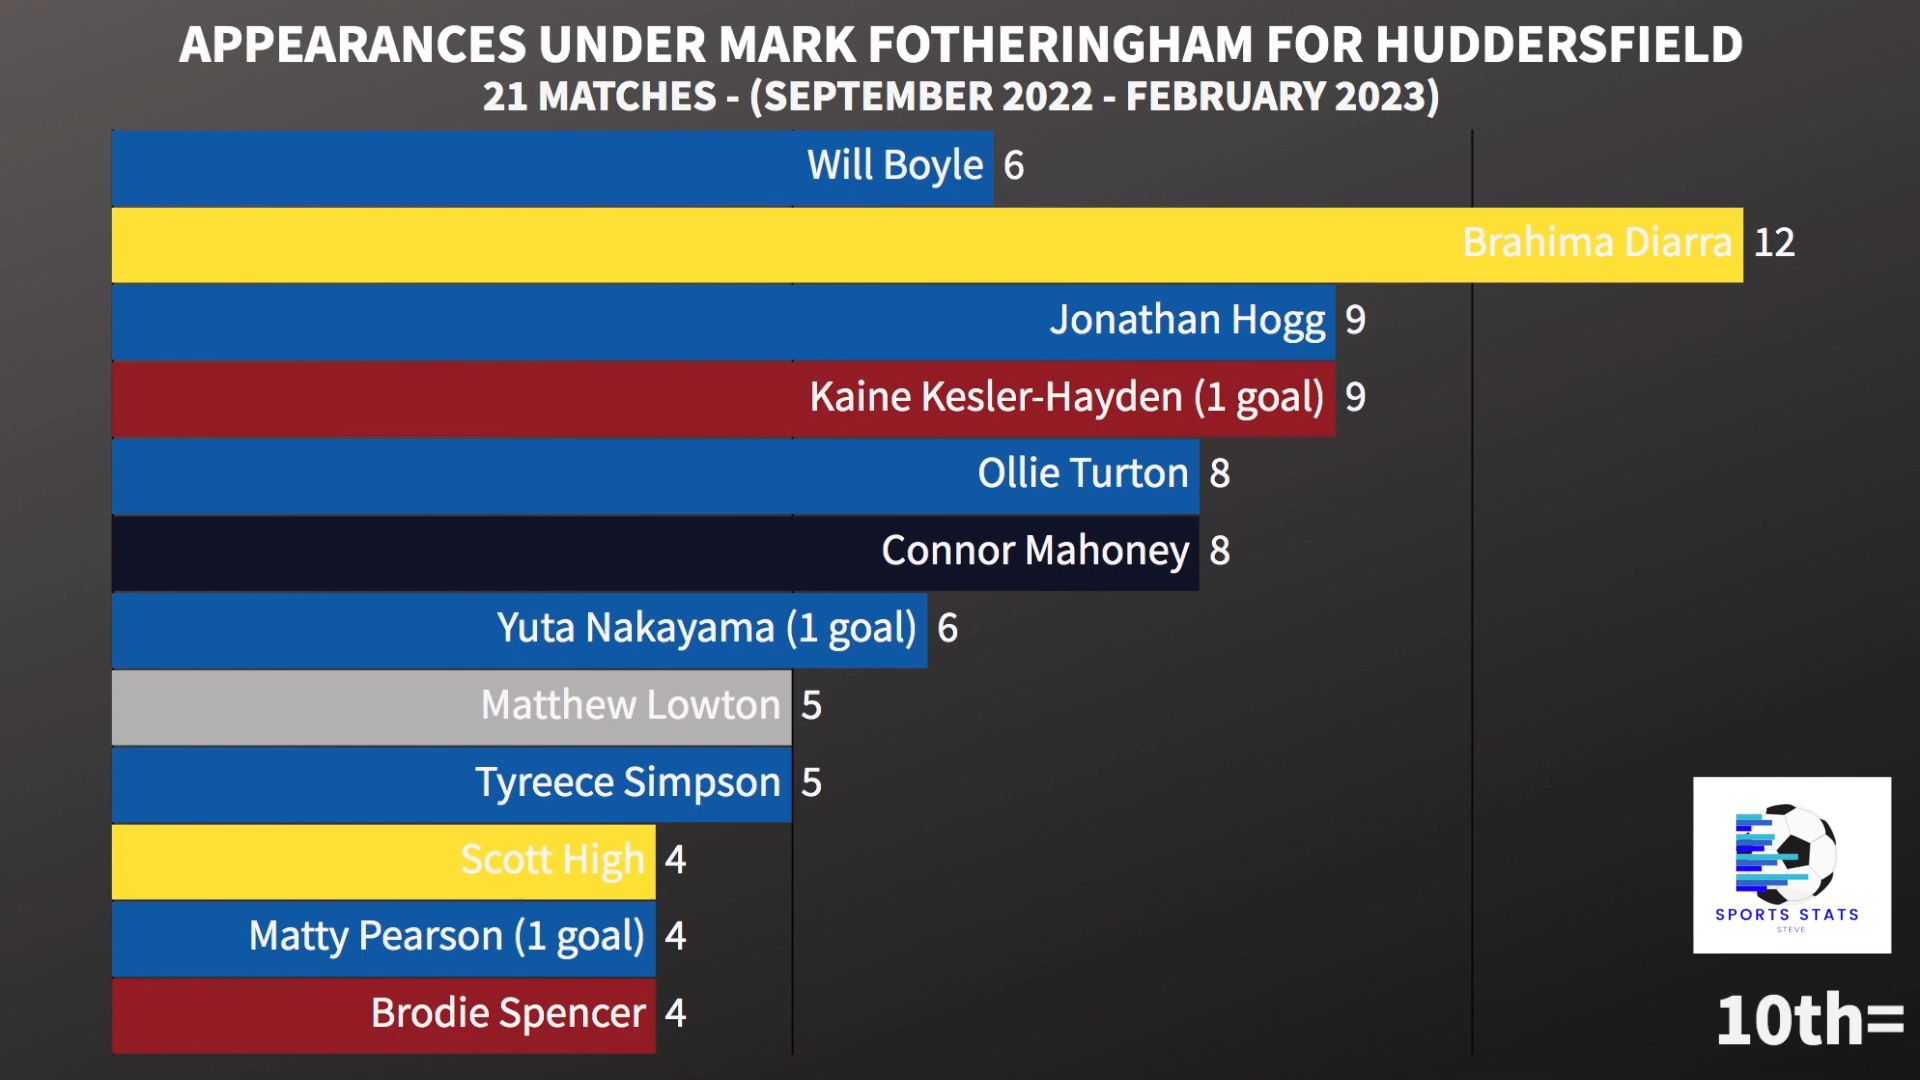 APPEARANCES UNDER MARK FOTHERINGHAM FOR HUDDERSFIELD
21 MATCHES - (SEPTEMBER 2022 - FEBRUARY 2023)
Will Boyle 6
Brahima Diarra 12
Jonathan Hogg 9
Kaine Kesler-Hayden (1 goal) 9
Ollie Turton 8
Connor Mahoney 8
Yuta Nakayama (1 goal) 6
Matthew Lowton 5
Tyreece Simpson 5
Scott High 4
Matty Pearson (1 goal) 4
Brodie Spencer 4
SPORTS STATS
STEVE
10th=